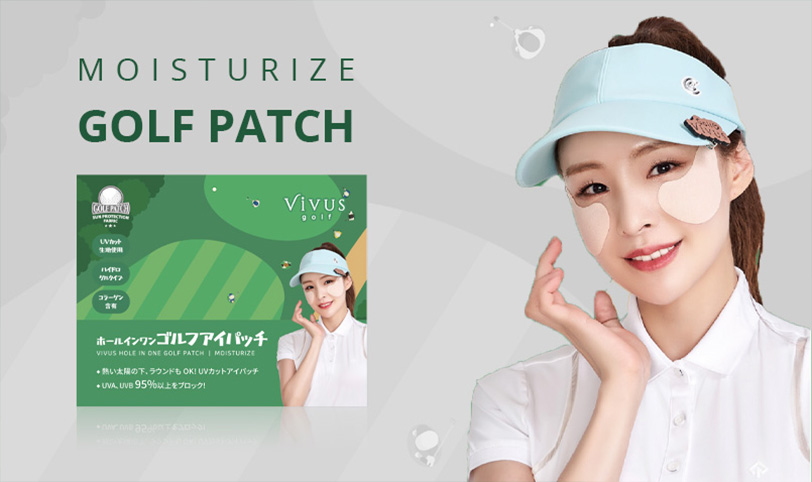 MOISTURIZE
GOLF PATCH
GOLF PATCH
SUN PROTECTION
FABRIC
Vivus
golf
UVカット
生地使用
ハイドロ
ゲルタイプ
コラーゲン
含有
ホールインワンゴルフアイパッチ
VIVUS HOLE IN ONE GOLF PATCH | MOISTURIZE
● 熱い太陽の下、ラウンドも OK! UVカットアイパッチ
● UVA, UVB 95%以上をブロック!